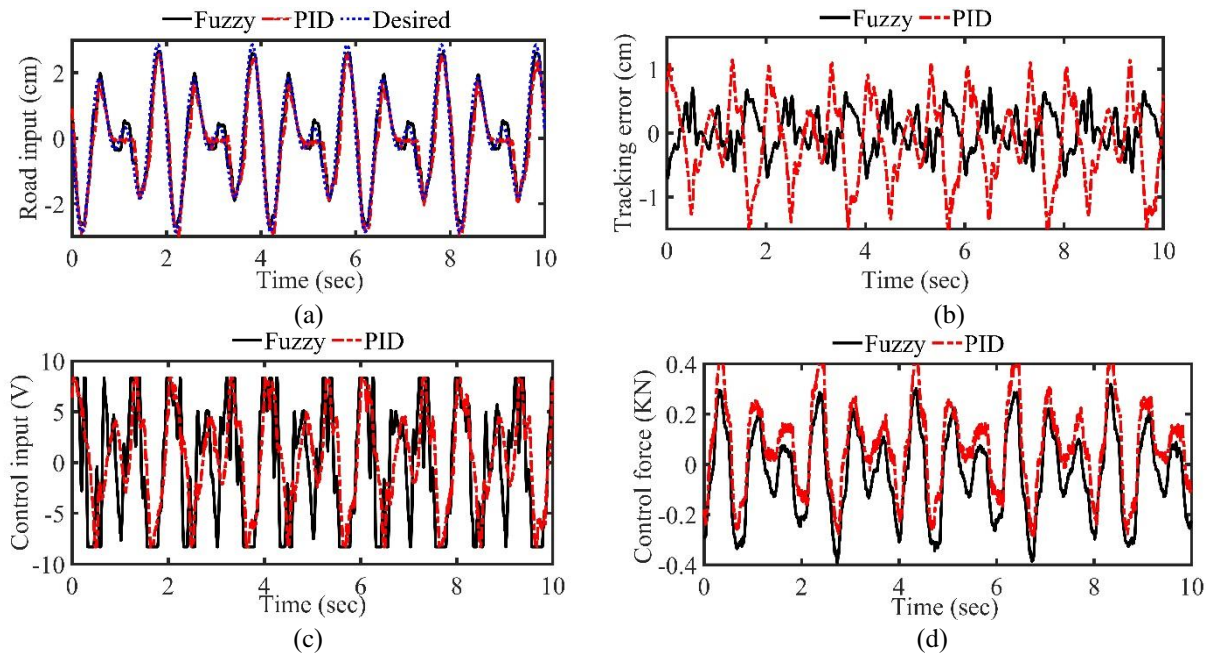 Fuzzy PID Desired
Road input (cm)
2
0
-2
0 2 4 6 8 10
Time (sec)
(a)
Fuzzy PID
Tracking error (cm)
1
0
-1
0 2 4 6 8 10
Time (sec)
(b)
Fuzzy PID
Control input (V)
10
5
0
-5
-10
0 2 4 6 8 10
Time (sec)
(c)
Fuzzy PID
Control force (KN)
0.4
0.2
0
-0.2
-0.4
0 2 4 6 8 10
Time (sec)
(d)